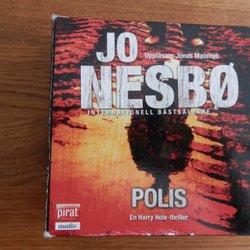 JO
Uppläsare Jonas Malmsjö
NESBØ
INTERNATIONELL BÄSTSÄLJARE
POLIS
En Harry Hole-thriller
pirat
audio